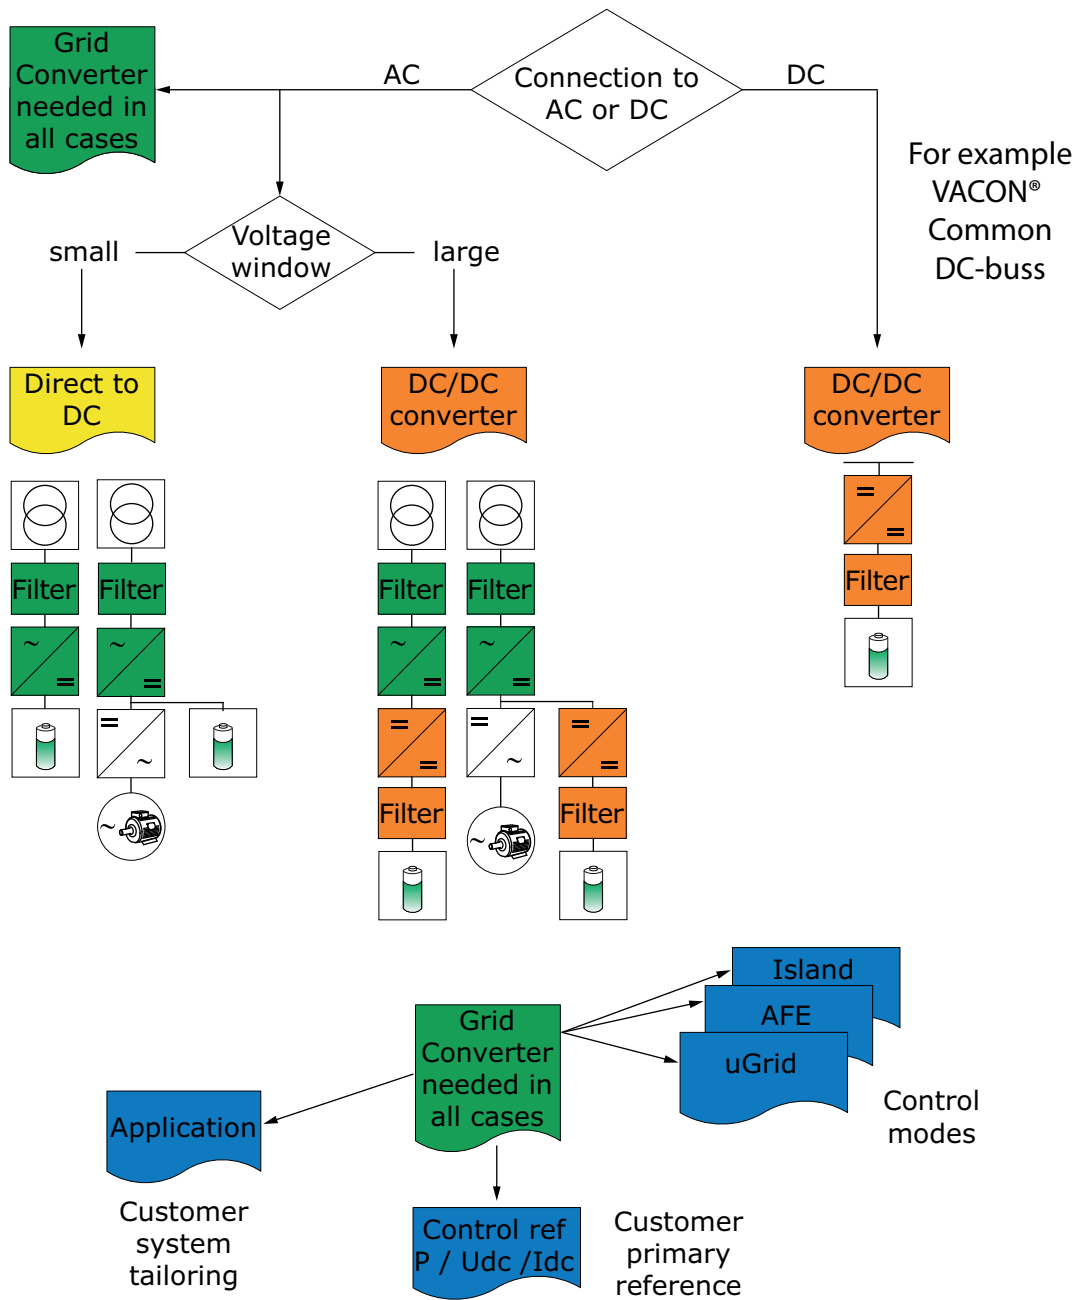 Grid
Converter
needed in
all cases
AC
Connection to
AC or DC
DC
For example
VACON®
Common
DC-buss
small
Voltage
window
large
Direct to
DC
DC/DC
converter
DC/DC
converter
Filter
Filter
Filter
Filter
Filter
~
=
~
=
~
=
~
=
=
=
=
~
=
=
=
~
=
=
Filter
Filter
~
~
Island
AFE
uGrid
Control
modes
Grid
Converter
needed in
all cases
Application
Customer
system
tailoring
Control ref
P / Udc /Idc
Customer
primary
reference